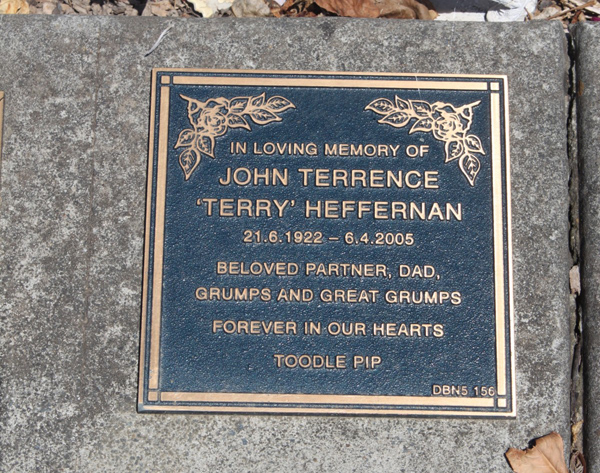 IN LOVING MEMORY OF
JOHN TERRENCE
'TERRY' HEFFERNAN
21.6.1922 – 6.4.2005
BELOVED PARTNER, DAD,
GRUMPS AND GREAT GRUMPS
FOREVER IN OUR HEARTS
TOODLE PIP
DBN5 156